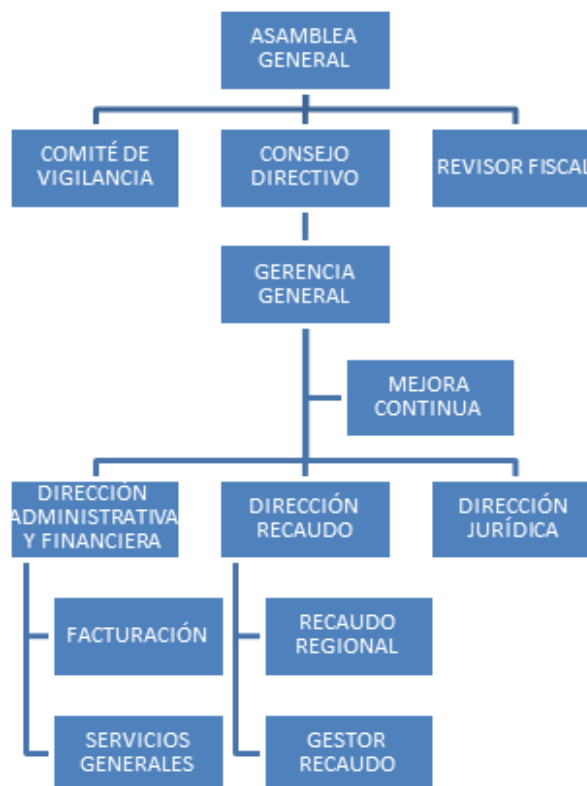 ASAMBLEA
GENERAL
COMITÉ DE
VIGILANCIA
CONSEJO
DIRECTIVO
REVISOR FISCAL
GERENCIA
GENERAL
MEJORA
CONTINUA
DIRECCIÓN
ADMINISTRATIVA
Y FINANCIERA
DIRECCIÓN
RECAUDO
DIRECCIÓN
JURÍDICA
FACTURACIÓN
RECAUDO
REGIONAL
SERVICIOS
GENERALES
GESTOR
RECAUDO